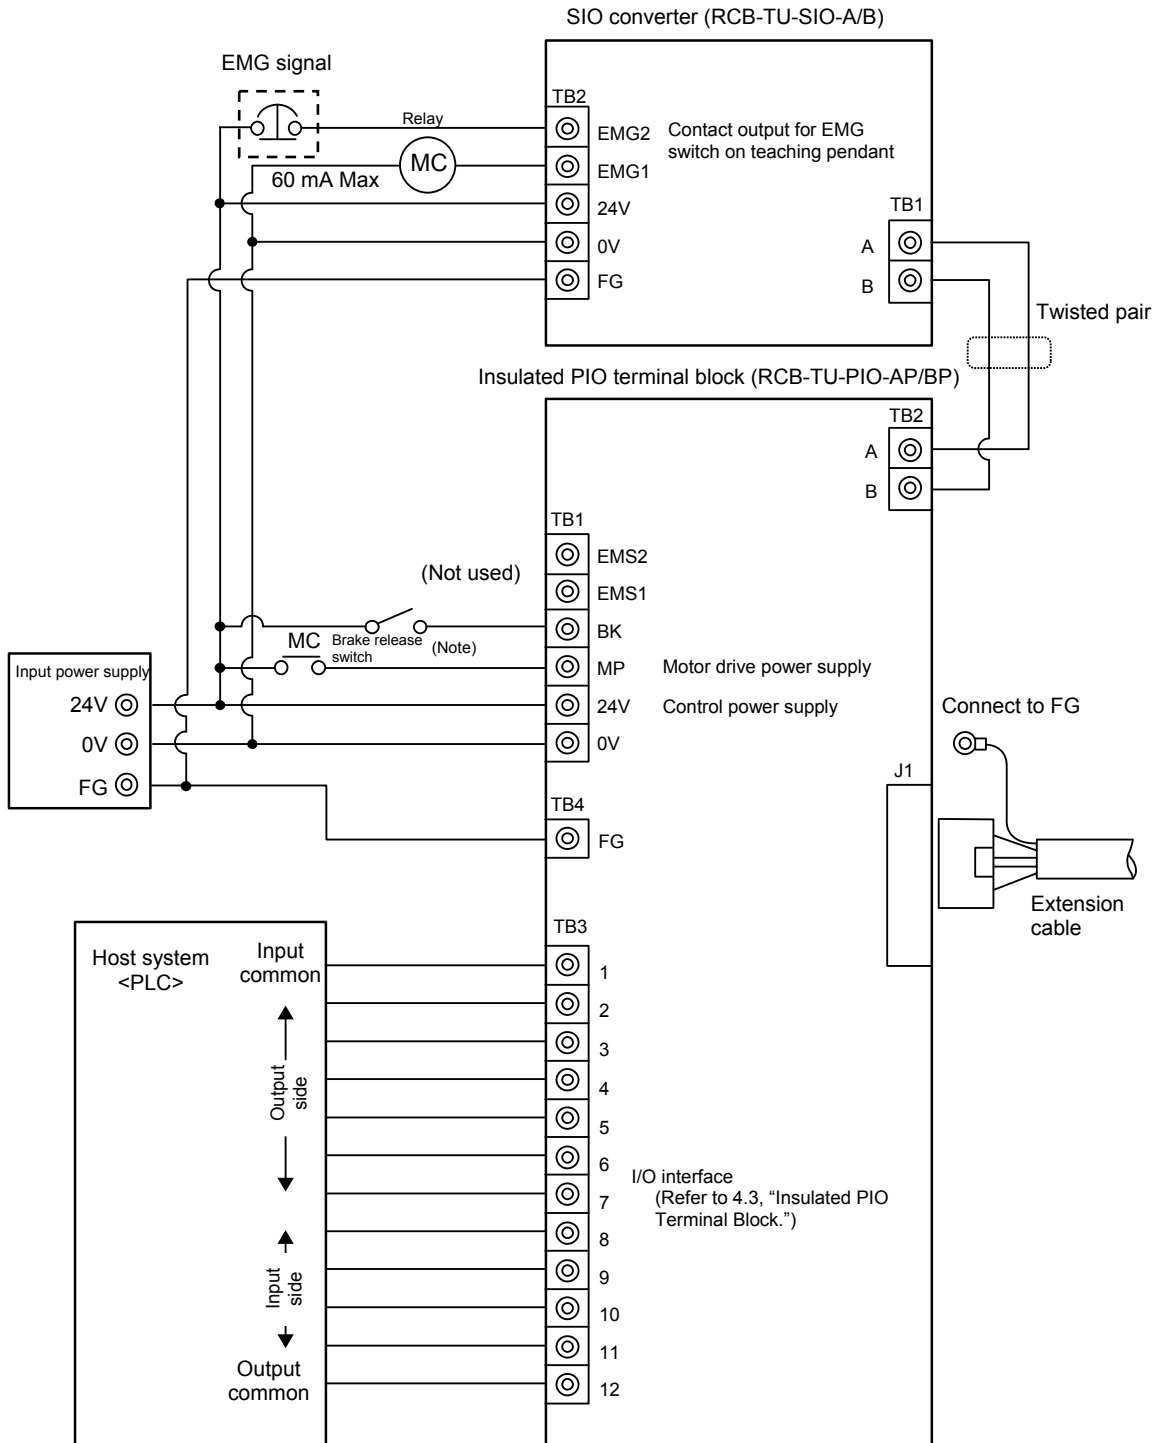 SIO converter (RCB-TU-SIO-A/B)
EMG signal
TB2
Relay
EMG2
Contact output for EMG
switch on teaching pendant
MC
EMG1
60 mA Max
24V
TB1
0V
A
FG
B
Twisted pair
Insulated PIO terminal block (RCB-TU-PIO-AP/BP)
TB2
A
B
TB1
EMS2
(Not used)
EMS1
BK
MC
Brake release
switch
(Note)
MP
Motor drive power supply
Input power supply
24V
24V
Control power supply
Connect to FG
0V
0V
FG
J1
TB4
FG
Extension
cable
TB3
Host system
<PLC>
Input
common
1
2
3
Output
side
4
5
6
I/O interface
(Refer to 4.3, “Insulated PIO
Terminal Block.”)
7
8
Input
side
9
10
11
Output
common
12